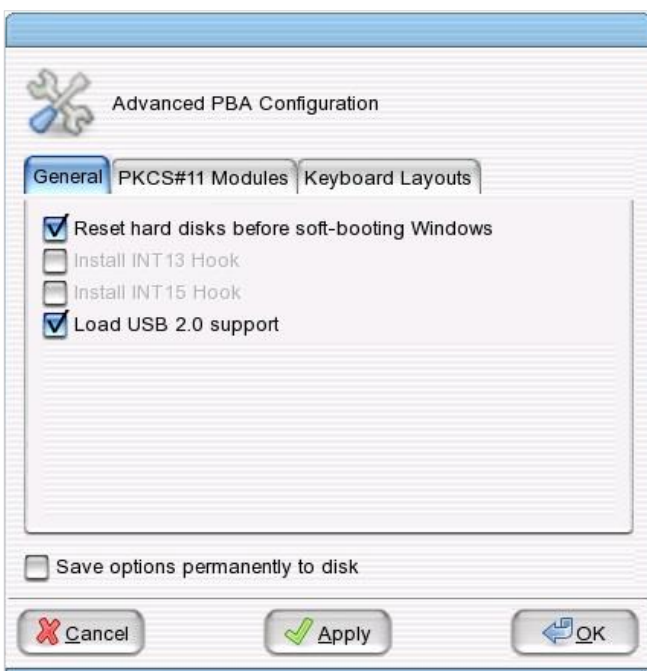 Advanced PBA Configuration
General PKCS#11 Modules Keyboard Layouts
Reset hard disks before soft-booting Windows
Install INT13 Hook
Install INT15 Hook
Load USB 2.0 support
Save options permanently to disk
Cancel Apply OK